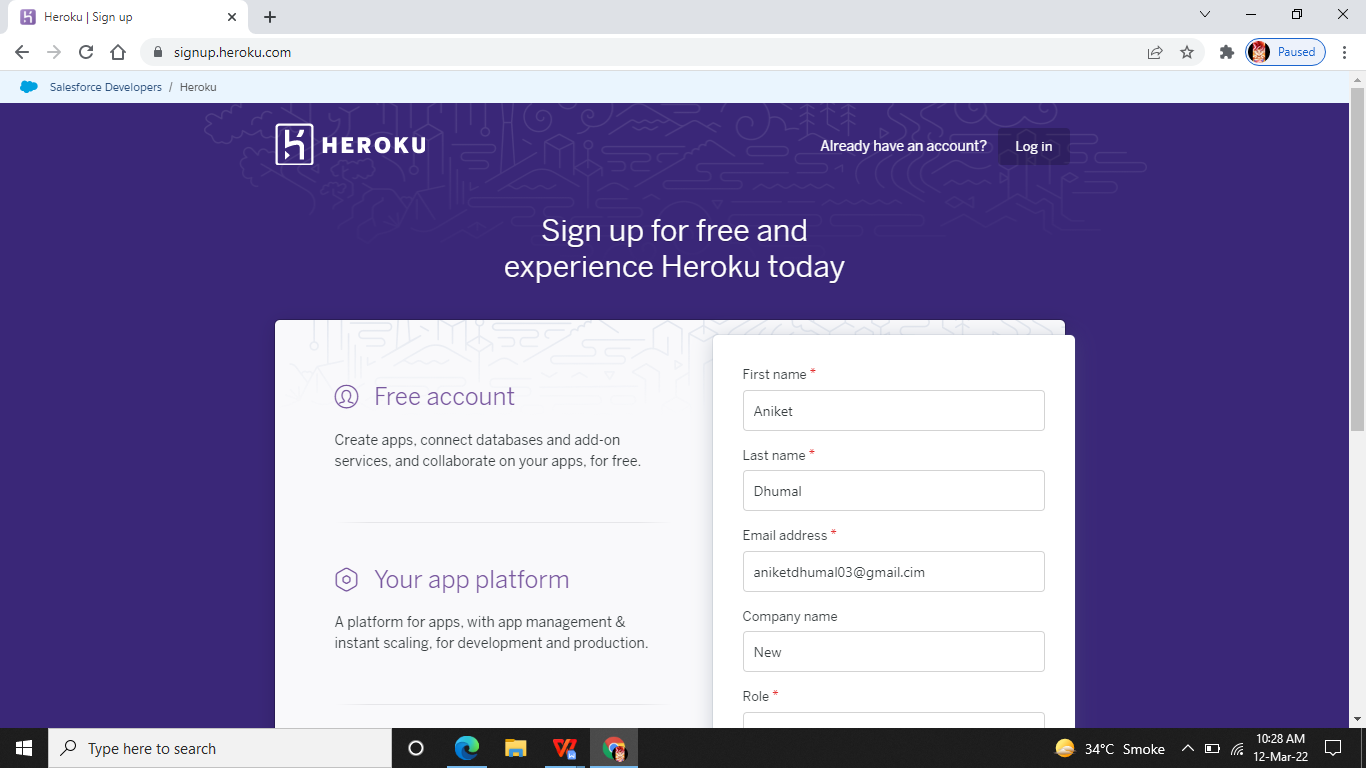 Heroku | Sign up
signup.heroku.com
Paused
Salesforce Developers / Heroku
HEROKU
Already have an account? Log in
Sign up for free and
experience Heroku today
Free account
Create apps, connect databases and add-on
services, and collaborate on your apps, for free.
Your app platform
A platform for apps, with app management &
instant scaling, for development and production.
First name *
Aniket
Last name *
Dhumal
Email address *
aniketdhumal03@gmail.cim
Company name
New
Role *
Type here to search
34°C Smoke
10:28 AM
12-Mar-22